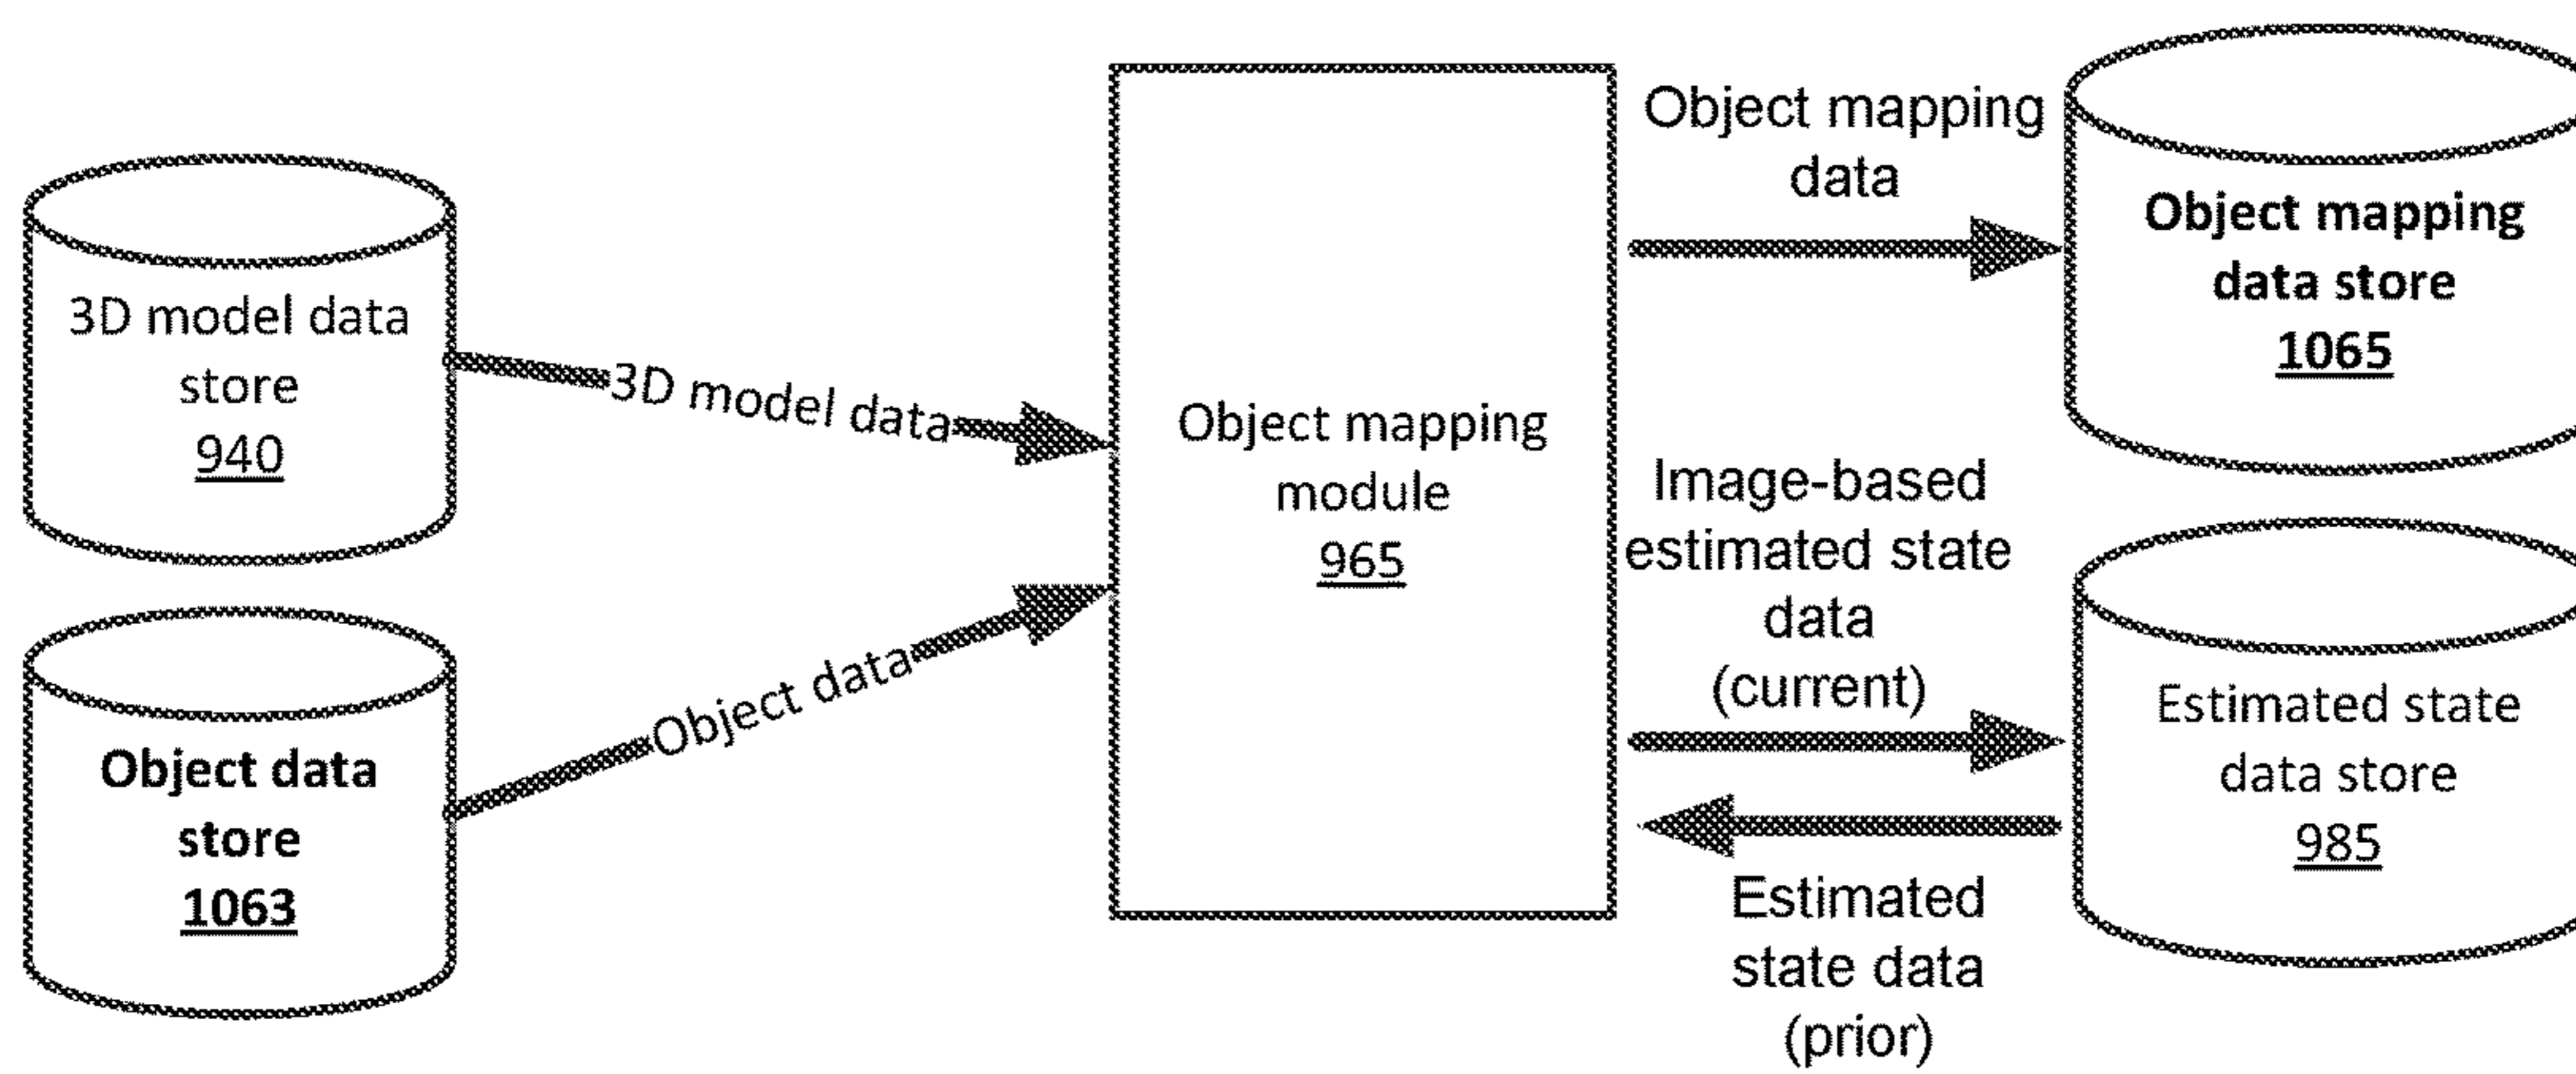 3D model data
store
940
3D model data
Object data
store
1063
Object data
Object mapping
module
965
Object mapping
data
Object mapping
data store
1065
Image-based
estimated state
data
(current)
Estimated state
data store
985
Estimated
state data
(prior)